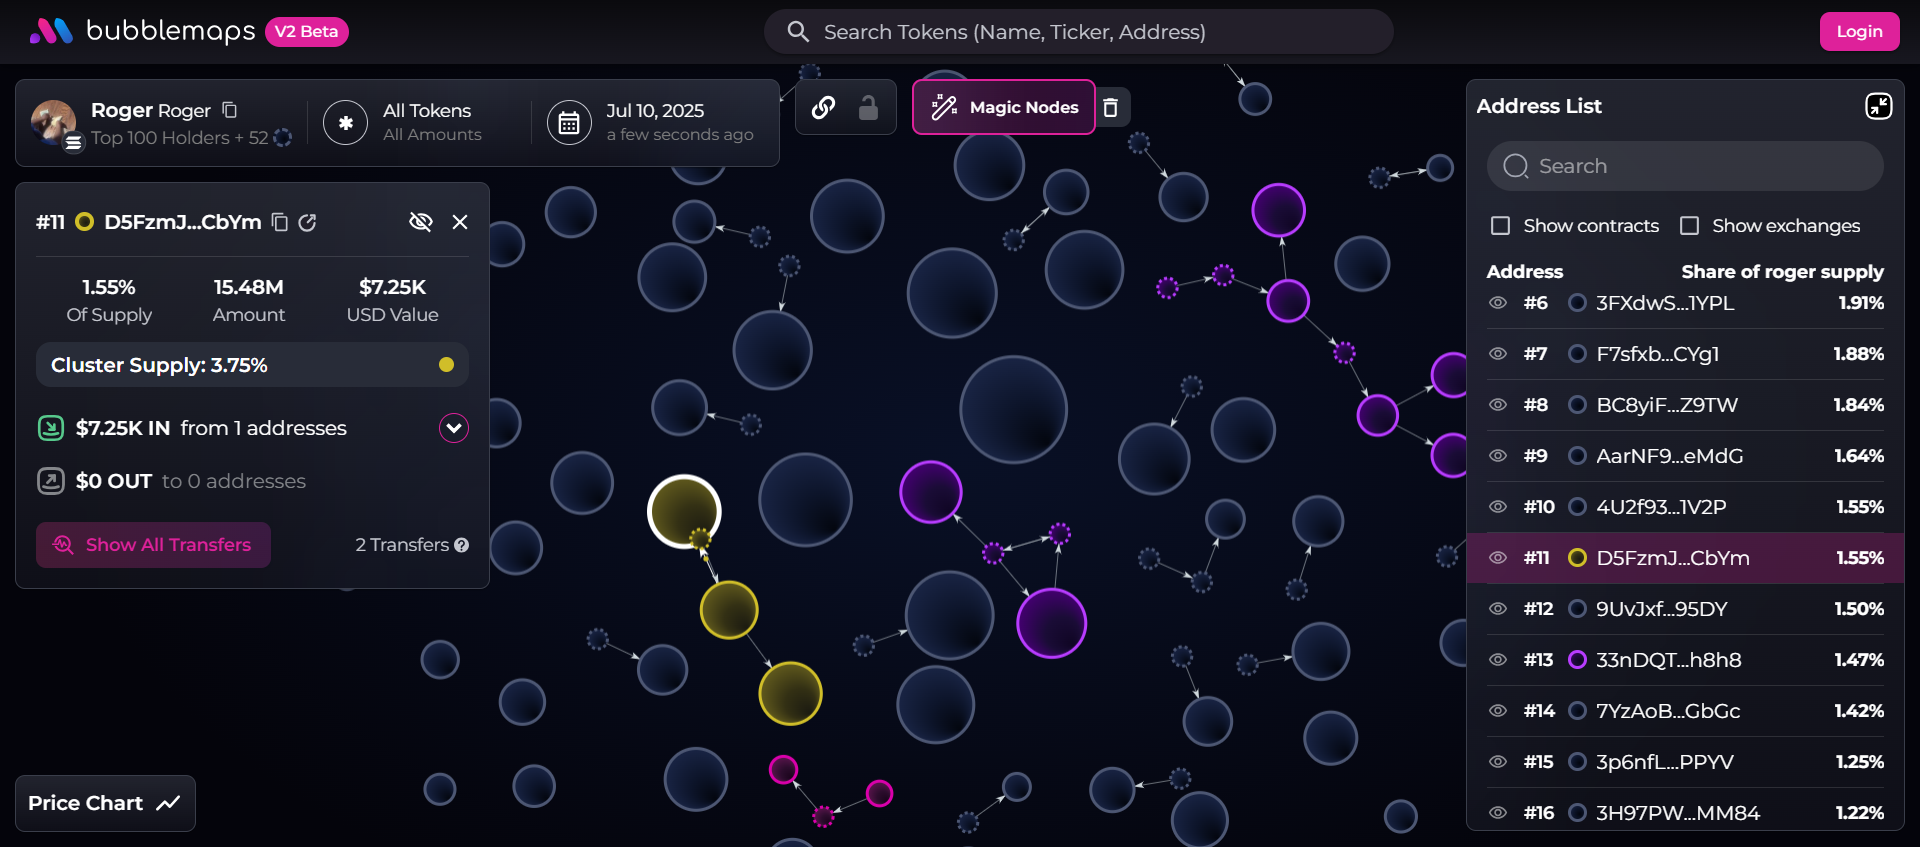 bubblemaps V2 Beta
Search Tokens (Name, Ticker, Address)
Login
Roger Roger
Top 100 Holders + 52
All Tokens
All Amounts
Jul 10, 2025
a few seconds ago
Magic Nodes
#11 D5FzmJ...CbYm
1.55% 15.48M $7.25K
Of Supply Amount USD Value
Cluster Supply: 3.75%
$7.25K IN from 1 addresses
$0 OUT to 0 addresses
Show All Transfers 2 Transfers
Price Chart
Address List
Search
Show contracts Show exchanges
Address Share of roger supply
#6 3FXdwS...1YPL 1.91%
#7 F7sfxb...CYg1 1.88%
#8 BC8yiF...Z9TW 1.84%
#9 AarNF9...eMdG 1.64%
#10 4U2f93...1V2P 1.55%
#11 D5FzmJ...CbYm 1.55%
#12 9UvJxf...95DY 1.50%
#13 33nDQT...h8h8 1.47%
#14 7YzAoB...GbGc 1.42%
#15 3p6nfL...PPYV 1.25%
#16 3H97PW...MM84 1.22%